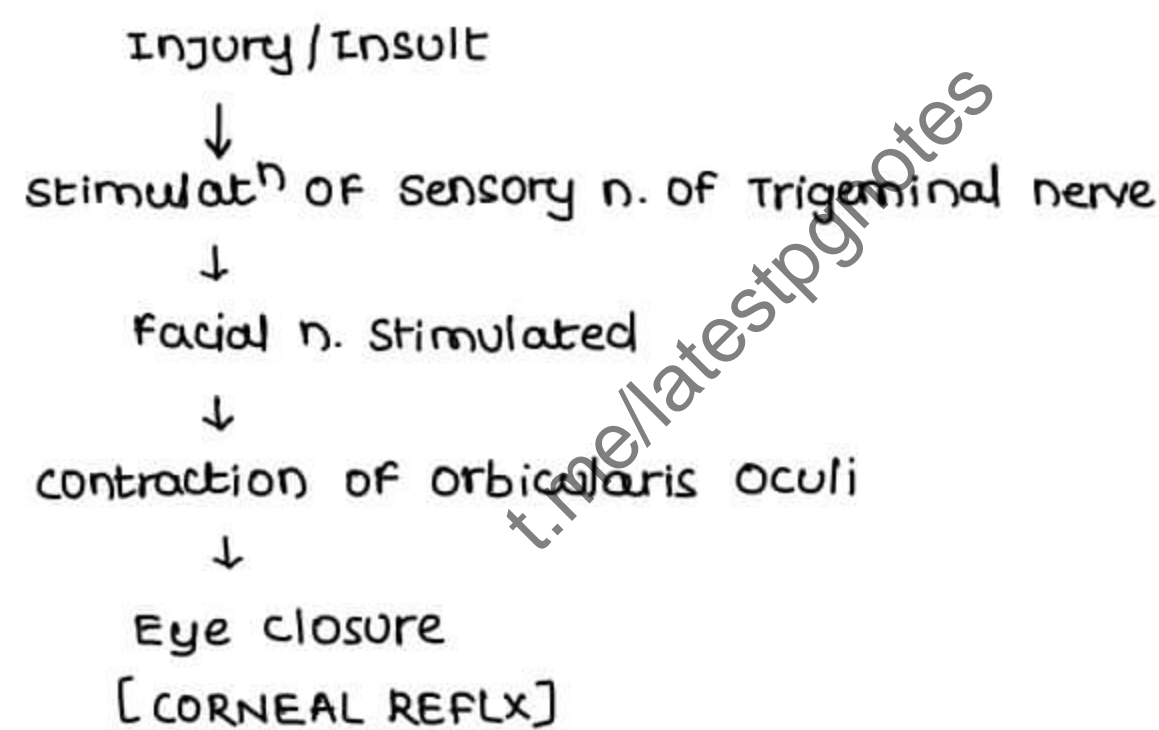 Injury / Insult
↓
Stimulatⁿ of sensory n. of Trigeminal nerve
↓
Facial n. stimulated
↓
contraction of orbicularis oculi
↓
Eye closure
[CORNEAL REFLX]
t.me/latestpgnotes